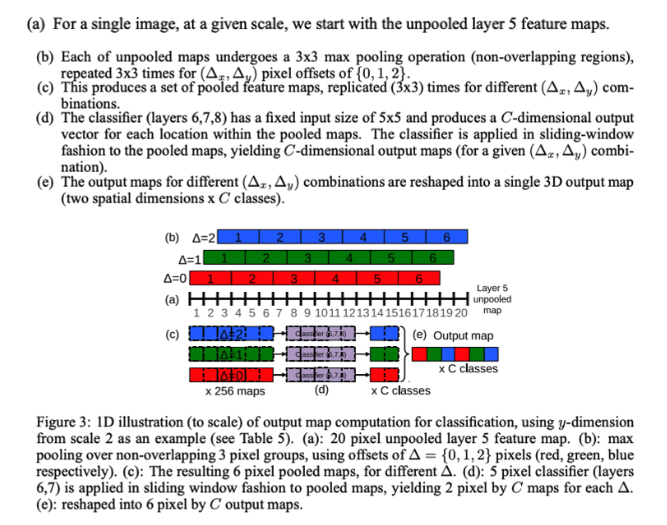 (a) For a single image, at a given scale, we start with the unpooled layer 5 feature maps.
(b) Each of unpooled maps undergoes a 3x3 max pooling operation (non-overlapping regions),
repeated 3x3 times for (Δx, Δy) pixel offsets of {0, 1, 2}.
(c) This produces a set of pooled feature maps, replicated (3x3) times for different (Δx, Δy) com-
binations.
(d) The classifier (layers 6,7,8) has a fixed input size of 5x5 and produces a C-dimensional output
vector for each location within the pooled maps. The classifier is applied in sliding-window
fashion to the pooled maps, yielding C-dimensional output maps (for a given (Δx, Δy) combi-
nation).
(e) The output maps for different (Δx, Δy) combinations are reshaped into a single 3D output map
(two spatial dimensions x C classes).
(b) Δ=2 1 2 3 4 5 6
Δ=1 1 2 3 4 5 6
Δ=0 1 2 3 4 5 6
(a) Layer 5 unpooled map
1 2 3 4 5 6 7 8 9 10 11 12 13 14 15 16 17 18 19 20
(c) Δ=2 Classifier (6,7,8) (e) Output map
Δ=1 Classifier (6,7,8)
x C classes
Δ=0 Classifier (6,7,8)
x 256 maps (d) x C classes
Figure 3: 1D illustration (to scale) of output map computation for classification, using y-dimension
from scale 2 as an example (see Table 5). (a): 20 pixel unpooled layer 5 feature map. (b): max
pooling over non-overlapping 3 pixel groups, using offsets of Δ = {0, 1, 2} pixels (red, green, blue
respectively). (c): The resulting 6 pixel pooled maps, for different Δ. (d): 5 pixel classifier (layers
6,7) is applied in sliding window fashion to pooled maps, yielding 2 pixel by C maps for each Δ.
(e): reshaped into 6 pixel by C output maps.